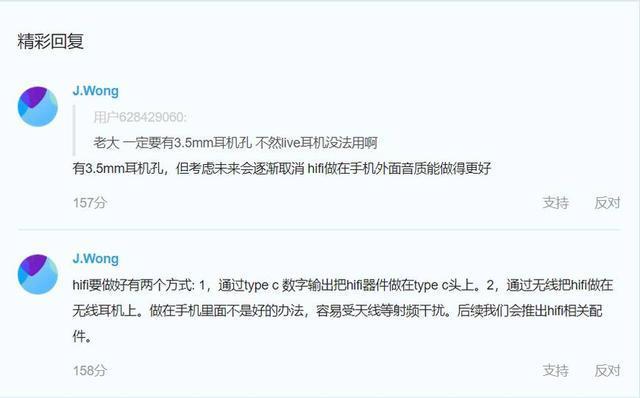 精彩回复
J.Wong
用户628429060:
老大 一定要有3.5mm耳机孔 不然live耳机没法用啊
有3.5mm耳机孔，但考虑未来会逐渐取消 hifi做在手机外面音质能做得更好
157分 支持 反对
J.Wong
hifi要做好有两个方式: 1，通过type c 数字输出把hifi器件做在type c头上。2，通过无线把hifi做在
无线耳机上。做在手机里面不是好的办法，容易受天线等射频干扰。后续我们会推出hifi相关配
件。
158分 支持 反对